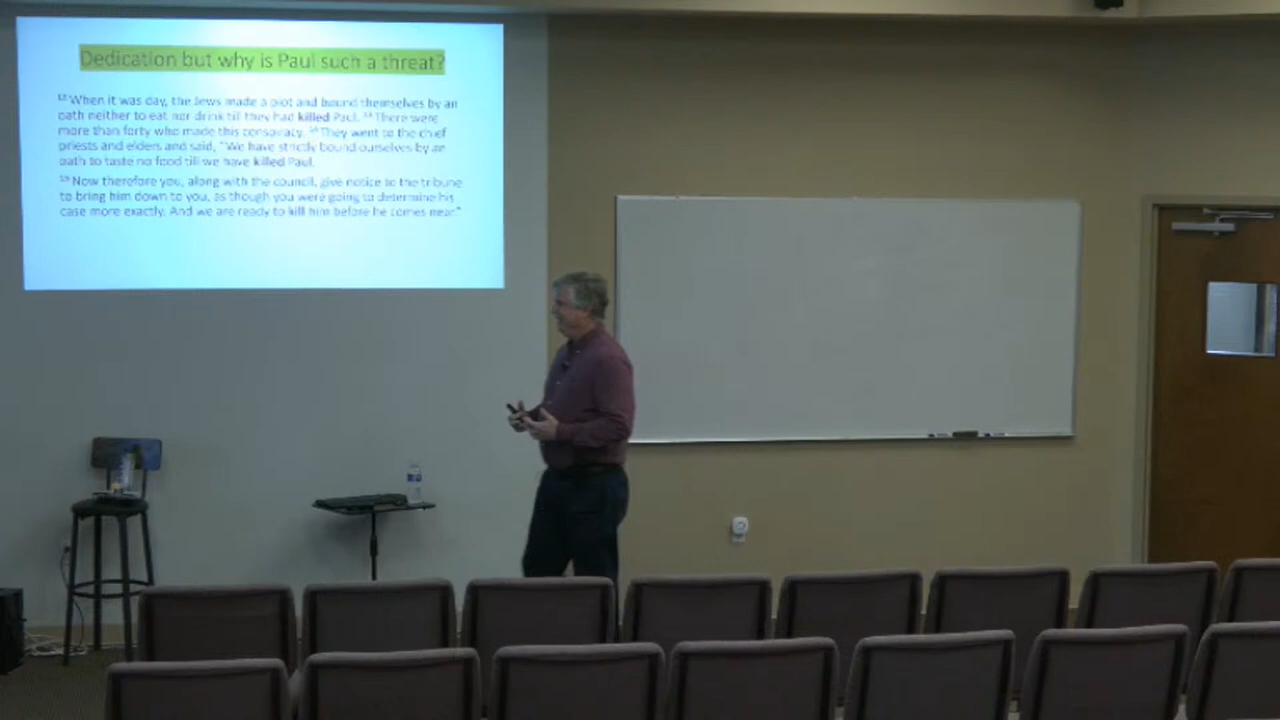 Dedication but why is Paul such a threat?
12 When it was day, the Jews made a plot and bound themselves by an
oath neither to eat nor drink till they had killed Paul. 13 There were
more than forty who made this conspiracy. 14 They went to the chief
priests and elders and said, "We have strictly bound ourselves by an
oath to taste no food till we have killed Paul.
15 Now therefore you, along with the council, give notice to the tribune
to bring him down to you, as though you were going to determine his
case more exactly. And we are ready to kill him before he comes near."